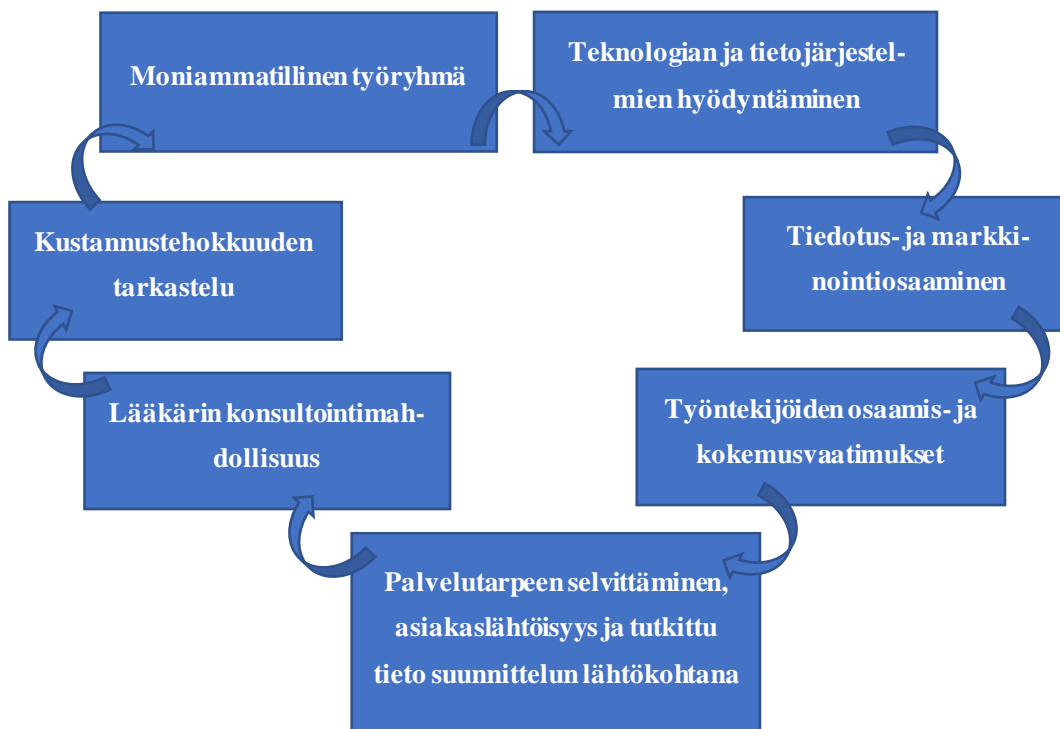 Moniammatillinen työryhmä
Teknologian ja tietojärjestel-
mien hyödyntäminen
Tiedotus- ja markki-
nointiosaaminen
Työntekijöiden osaamis- ja
kokemusvaatimukset
Palvelutarpeen selvittäminen,
asiakaslähtöisyys ja tutkittu
tieto suunnittelun lähtökohtana
Lääkärin konsultointimah-
dollisuus
Kustannustehokkuuden
tarkastelu